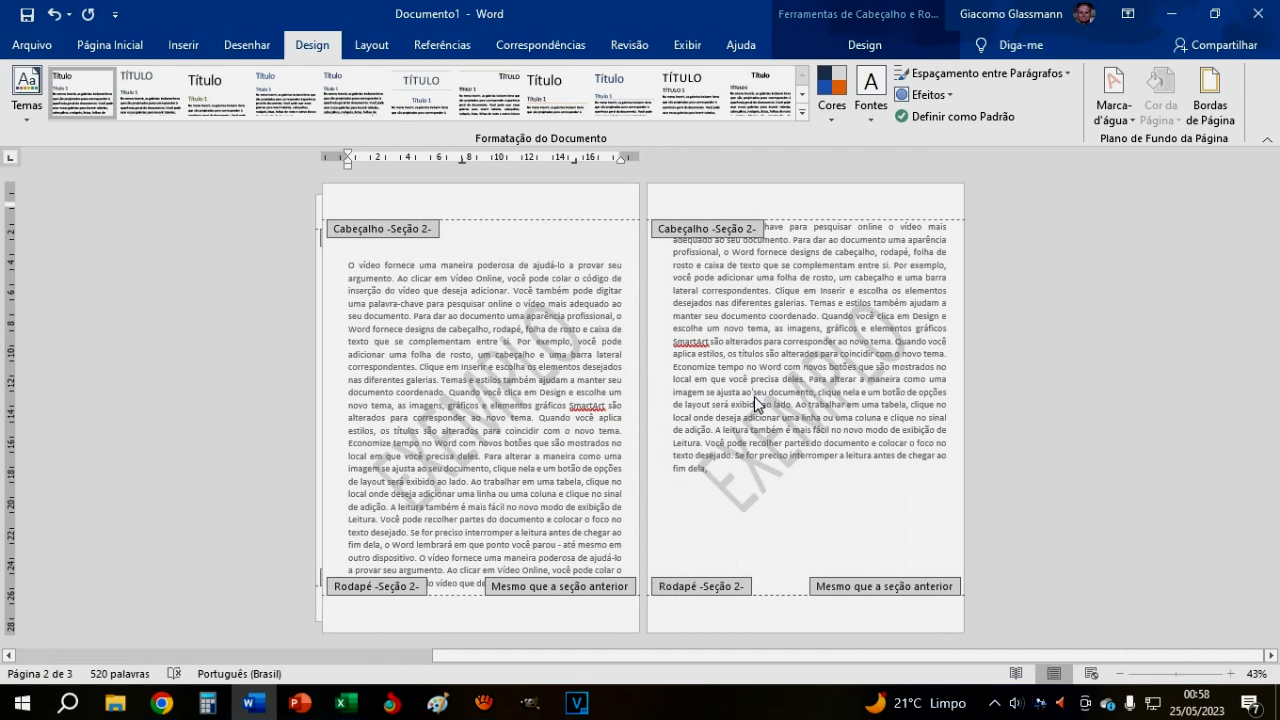 Documento1 - Word
Ferramentas de Cabeçalho e Ro...
Giacomo Glassmann
Arquivo
Página Inicial
Inserir
Desenhar
Design
Layout
Referências
Correspondências
Revisão
Exibir
Ajuda
Design
Diga-me
Compartilhar
Temas
Título
TÍTULO
Título
Título
Título
TÍTULO
TÍTULO
Título
Título
TÍTULO
Título
Cores
Fontes
Espaçamento entre Parágrafos
Efeitos
Definir como Padrão
Marca-
d'água
Cor da
Página
Bordas
de Página
Formatação do Documento
Plano de Fundo da Página
2 4 6 8 10 12 14 16
Cabeçalho -Seção 2-
O vídeo fornece uma maneira poderosa de ajudá-lo a provar seu
argumento. Ao clicar em Vídeo Online, você pode colar o código de
inserção do vídeo que deseja adicionar. Você também pode digitar
uma palavra-chave para pesquisar online o vídeo mais adequado ao
seu documento. Para dar ao documento uma aparência profissional, o
Word fornece designs de cabeçalho, rodapé, folha de rosto e caixa de
texto que se complementam entre si. Por exemplo, você pode
adicionar uma folha de rosto, um cabeçalho e uma barra lateral
correspondentes. Clique em Inserir e escolha os elementos desejados
nas diferentes galerias. Temas e estilos também ajudam a manter seu
documento coordenado. Quando você clica em Design e escolhe um
novo tema, as imagens, gráficos e elementos gráficos SmartArt são
alterados para corresponder ao novo tema. Quando você aplica
estilos, os títulos são alterados para coincidir com o novo tema.
Economize tempo no Word com novos botões que são mostrados no
local em que você precisa deles. Para alterar a maneira como uma
imagem se ajusta ao seu documento, clique nela e um botão de opções
de layout será exibido ao lado. Ao trabalhar em uma tabela, clique no
local onde deseja adicionar uma linha ou uma coluna e clique no sinal
de adição. A leitura também é mais fácil no novo modo de exibição de
Leitura. Você pode recolher partes do documento e colocar o foco no
texto desejado. Se for preciso interromper a leitura antes de chegar ao
fim dela, o Word lembrará em que ponto você parou - até mesmo em
outro dispositivo. O vídeo fornece uma maneira poderosa de ajudá-lo
a provar seu argumento. Ao clicar em Vídeo Online, você pode colar o
do vídeo que de
EXEMPLO
Rodapé -Seção 2-
Mesmo que a seção anterior
Cabeçalho -Seção 2-
have para pesquisar online o vídeo mais
adequado ao seu documento. Para dar ao documento uma aparência
profissional, o Word fornece designs de cabeçalho, rodapé, folha de
rosto e caixa de texto que se complementam entre si. Por exemplo,
você pode adicionar uma folha de rosto, um cabeçalho e uma barra
lateral correspondentes. Clique em Inserir e escolha os elementos
desejados nas diferentes galerias. Temas e estilos também ajudam a
manter seu documento coordenado. Quando você clica em Design e
escolhe um novo tema, as imagens, gráficos e elementos gráficos
SmartArt são alterados para corresponder ao novo tema. Quando você
aplica estilos, os títulos são alterados para coincidir com o novo tema.
Economize tempo no Word com novos botões que são mostrados no
local em que você precisa deles. Para alterar a maneira como uma
imagem se ajusta ao seu documento, clique nela e um botão de opções
de layout será exibido ao lado. Ao trabalhar em uma tabela, clique no
local onde deseja adicionar uma linha ou uma coluna e clique no sinal
de adição. A leitura também é mais fácil no novo modo de exibição de
Leitura. Você pode recolher partes do documento e colocar o foco no
texto desejado. Se for preciso interromper a leitura antes de chegar ao
fim dela,
EXEMPLO
Rodapé -Seção 2-
Mesmo que a seção anterior
Página 2 de 3
520 palavras
Português (Brasil)
43%
21°C Limpo
00:58
25/05/2023